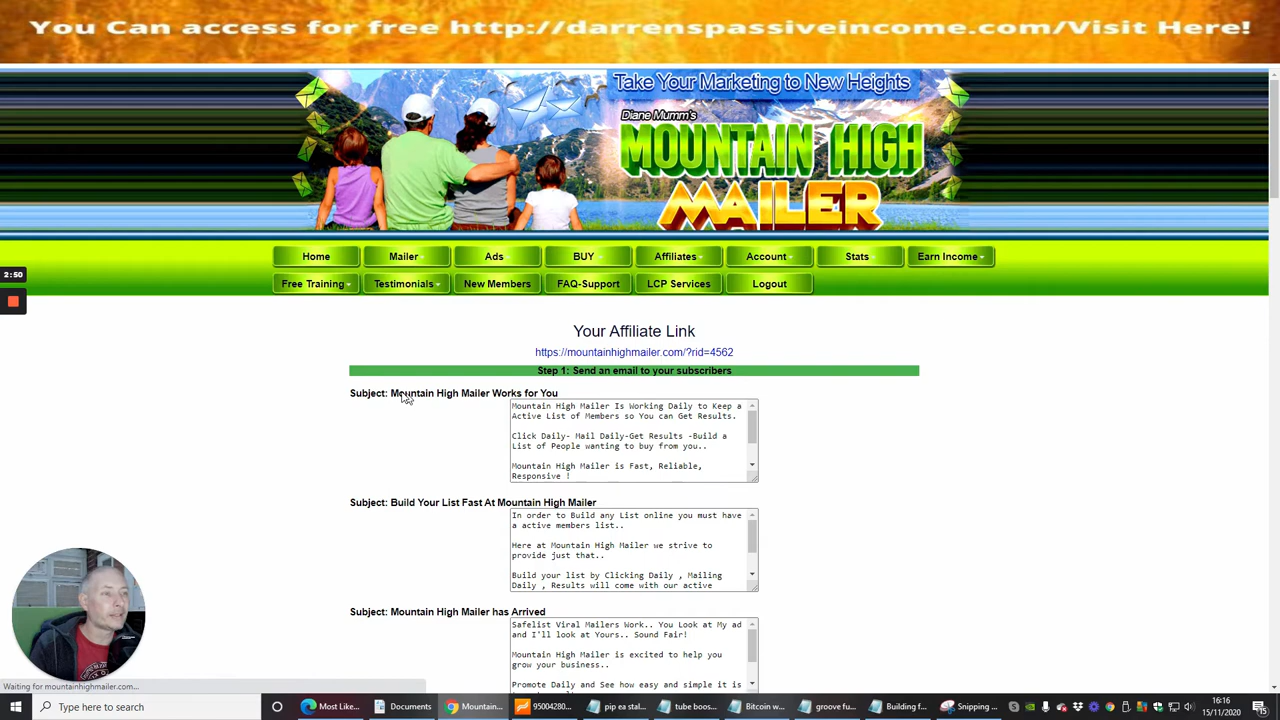 You Can access for free http://darrenspassiveincome.com/Visit Here!
Take Your Marketing to New Heights
Diane Mumm's
MOUNTAIN HIGH
MAILER
Home
Mailer
Ads
BUY
Affiliates
Account
Stats
Earn Income
Free Training
Testimonials
New Members
FAQ-Support
LCP Services
Logout
2:50
Your Affiliate Link
https://mountainhighmailer.com/?rid=4562
Step 1: Send an email to your subscribers
Subject: Mountain High Mailer Works for You
Mountain High Mailer Is Working Daily to Keep a
Active List of Members so You can Get Results.
Click Daily- Mail Daily-Get Results -Build a
List of People wanting to buy from you..
Mountain High Mailer is Fast, Reliable,
Responsive !
Subject: Build Your List Fast At Mountain High Mailer
In order to Build any List online you must have
a active members list..
Here at Mountain High Mailer we strive to
provide just that..
Build your list by Clicking Daily , Mailing
Daily , Results will come with our active
Subject: Mountain High Mailer has Arrived
Safelist Viral Mailers Work.. You Look at My ad
and I'll look at Yours.. Sound Fair!
Mountain High Mailer is excited to help you
grow your business..
Promote Daily and See how easy and simple it is
Waiting for mountainhighmailer.com...
Type here to search
Most Like...
Documents
Mountain...
95004280...
pip ea stal...
tube boos...
Bitcoin w...
groove fu...
Building f...
Snipping ...
16:16
15/11/2020